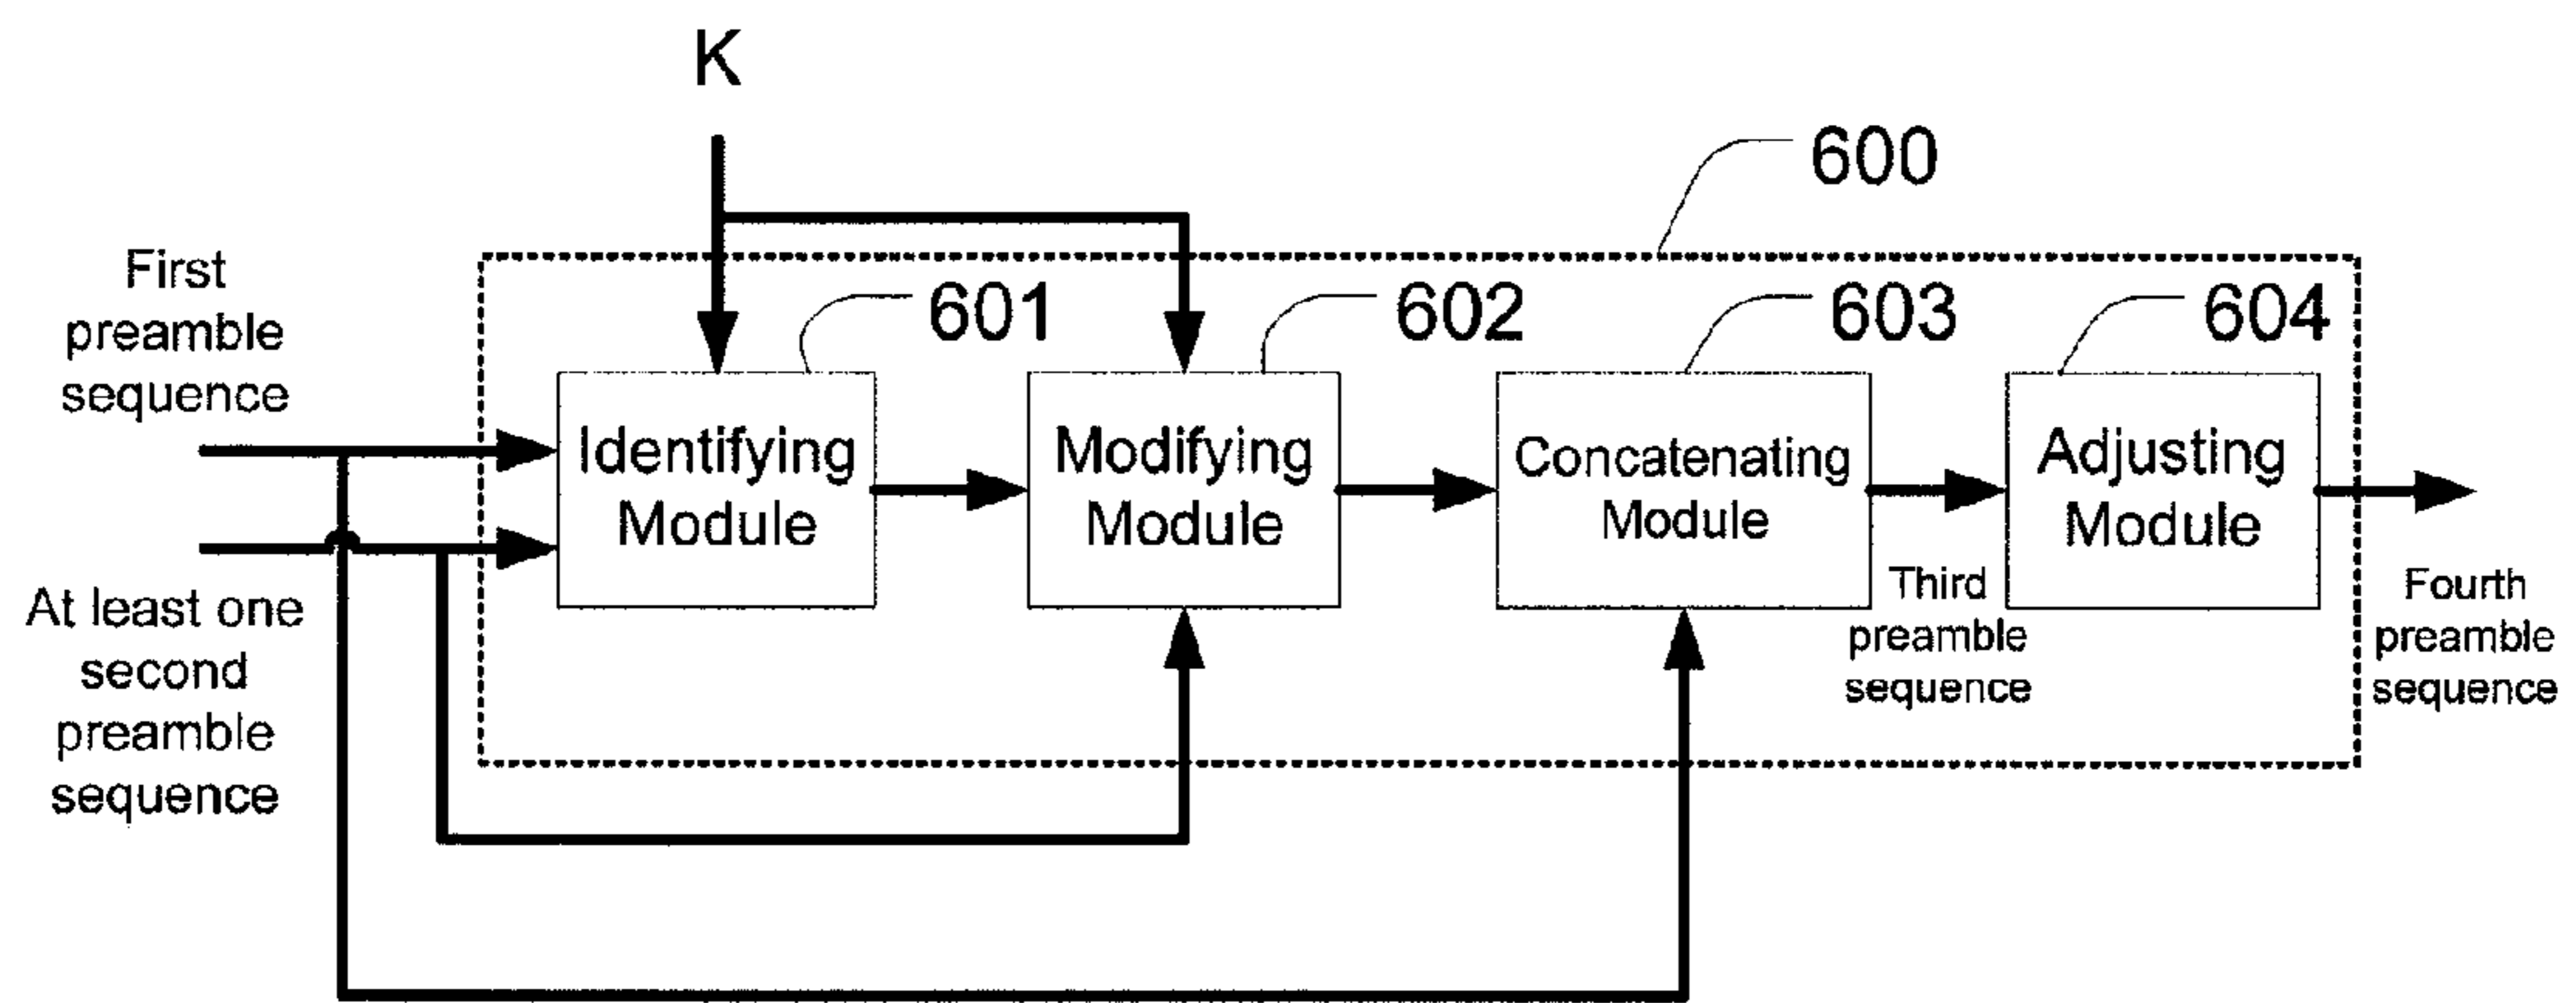 K
600
First
preamble
sequence
601
602
603
604
Identifying
Module
Modifying
Module
Concatenating
Module
Adjusting
Module
At least one
second
preamble
sequence
Third
preamble
sequence
Fourth
preamble
sequence